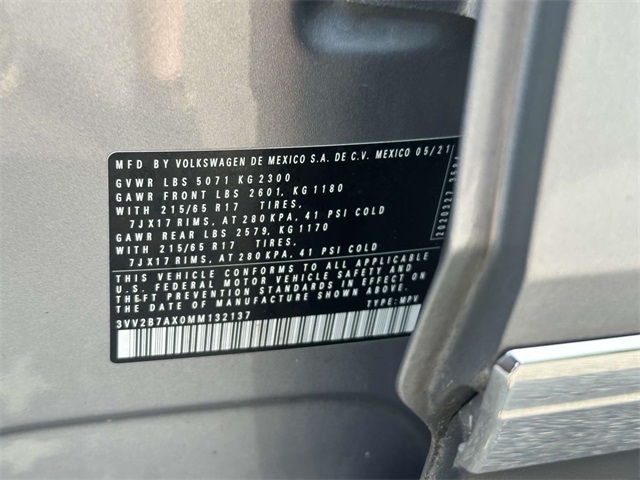 MFD BY VOLKSWAGEN DE MEXICO S.A. DE C.V. MEXICO 05/21
GVWR LBS 5071 KG 2300
GAWR FRONT LBS 2601, KG 1180
WITH 215/65 R17 TIRES,
7JX17 RIMS, AT 280 KPA, 41 PSI COLD
GAWR REAR LBS 2579, KG 1170
WITH 215/65 R17 TIRES,
7JX17 RIMS, AT 280 KPA, 41 PSI COLD
THIS VEHICLE CONFORMS TO ALL APPLICABLE
U.S. FEDERAL MOTOR VEHICLE SAFETY AND
THEFT PREVENTION STANDARDS IN EFFECT
ON THE DATE OF MANUFACTURE SHOWN ABOVE
3VV2B7AX0MM132137 TYPE: MPV
2020327